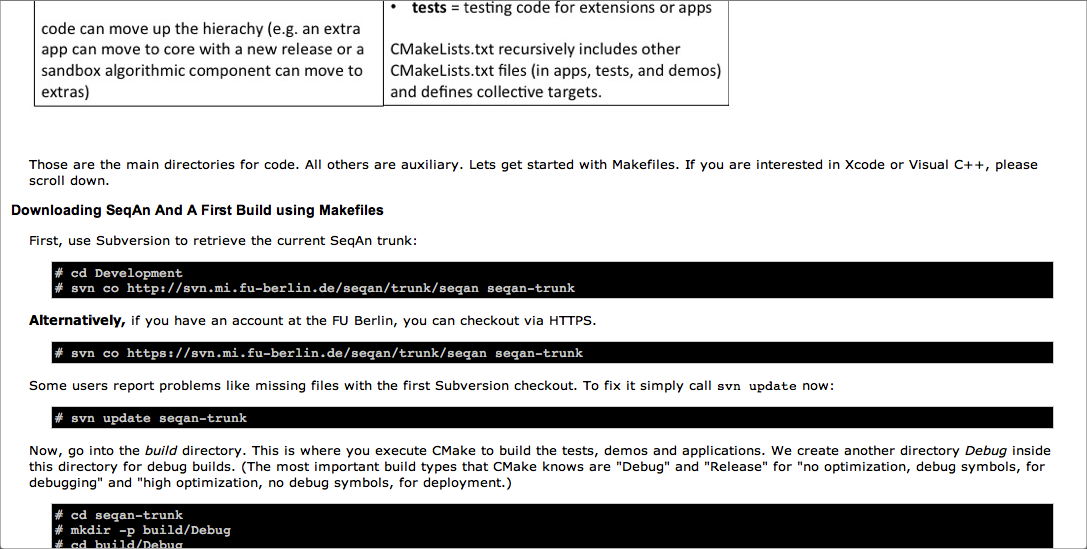 code can move up the hierachy (e.g. an extra
app can move to core with a new release or a
sandbox algorithmic component can move to
extras)
• tests = testing code for extensions or apps
CMakeLists.txt recursively includes other
CMakeLists.txt files (in apps, tests, and demos)
and defines collective targets.
Those are the main directories for code. All others are auxiliary. Lets get started with Makefiles. If you are interested in Xcode or Visual C++, please
scroll down.
Downloading SeqAn And A First Build using Makefiles
First, use Subversion to retrieve the current SeqAn trunk:
# cd Development
# svn co http://svn.mi.fu-berlin.de/seqan/trunk/seqan seqan-trunk
Alternatively, if you have an account at the FU Berlin, you can checkout via HTTPS.
# svn co https://svn.mi.fu-berlin.de/seqan/trunk/seqan seqan-trunk
Some users report problems like missing files with the first Subversion checkout. To fix it simply call svn update now:
# svn update seqan-trunk
Now, go into the build directory. This is where you execute CMake to build the tests, demos and applications. We create another directory Debug inside
this directory for debug builds. (The most important build types that CMake knows are "Debug" and "Release" for "no optimization, debug symbols, for
debugging" and "high optimization, no debug symbols, for deployment.)
# cd seqan-trunk
# mkdir -p build/Debug
# cd build/Debug